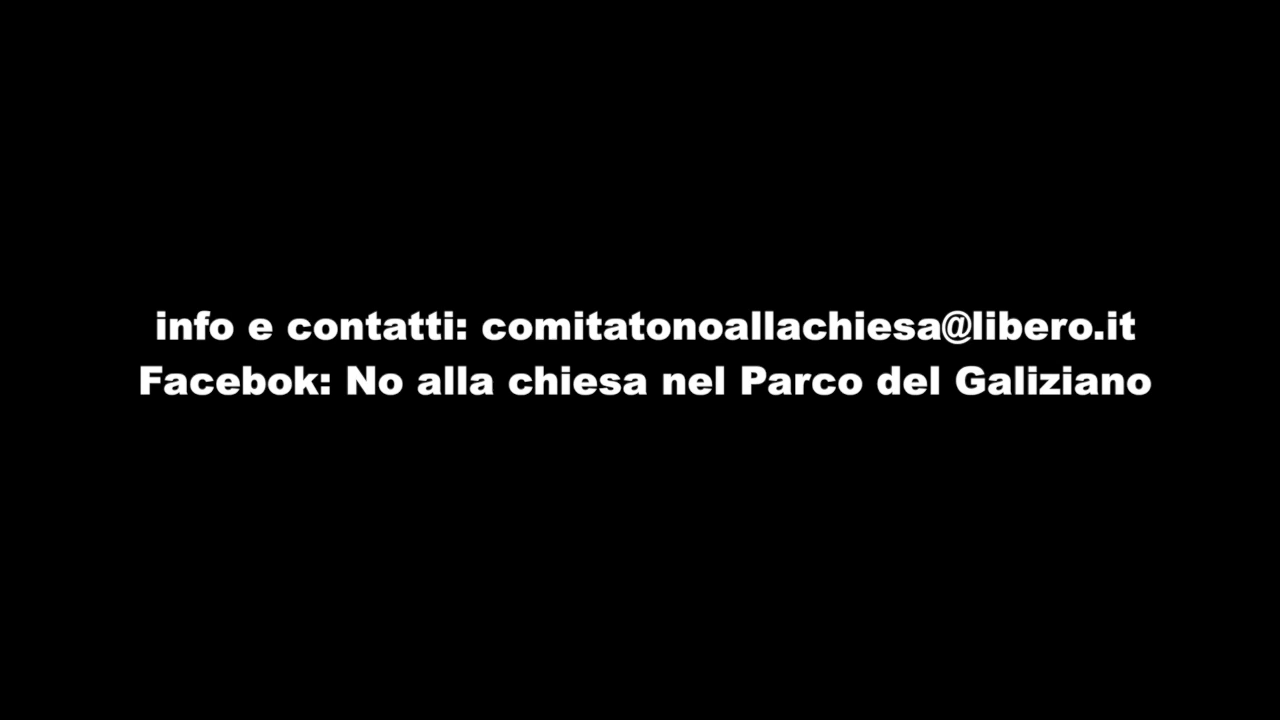 info e contatti: comitatonoallachiesa@libero.it
Facebok: No alla chiesa nel Parco del Galiziano